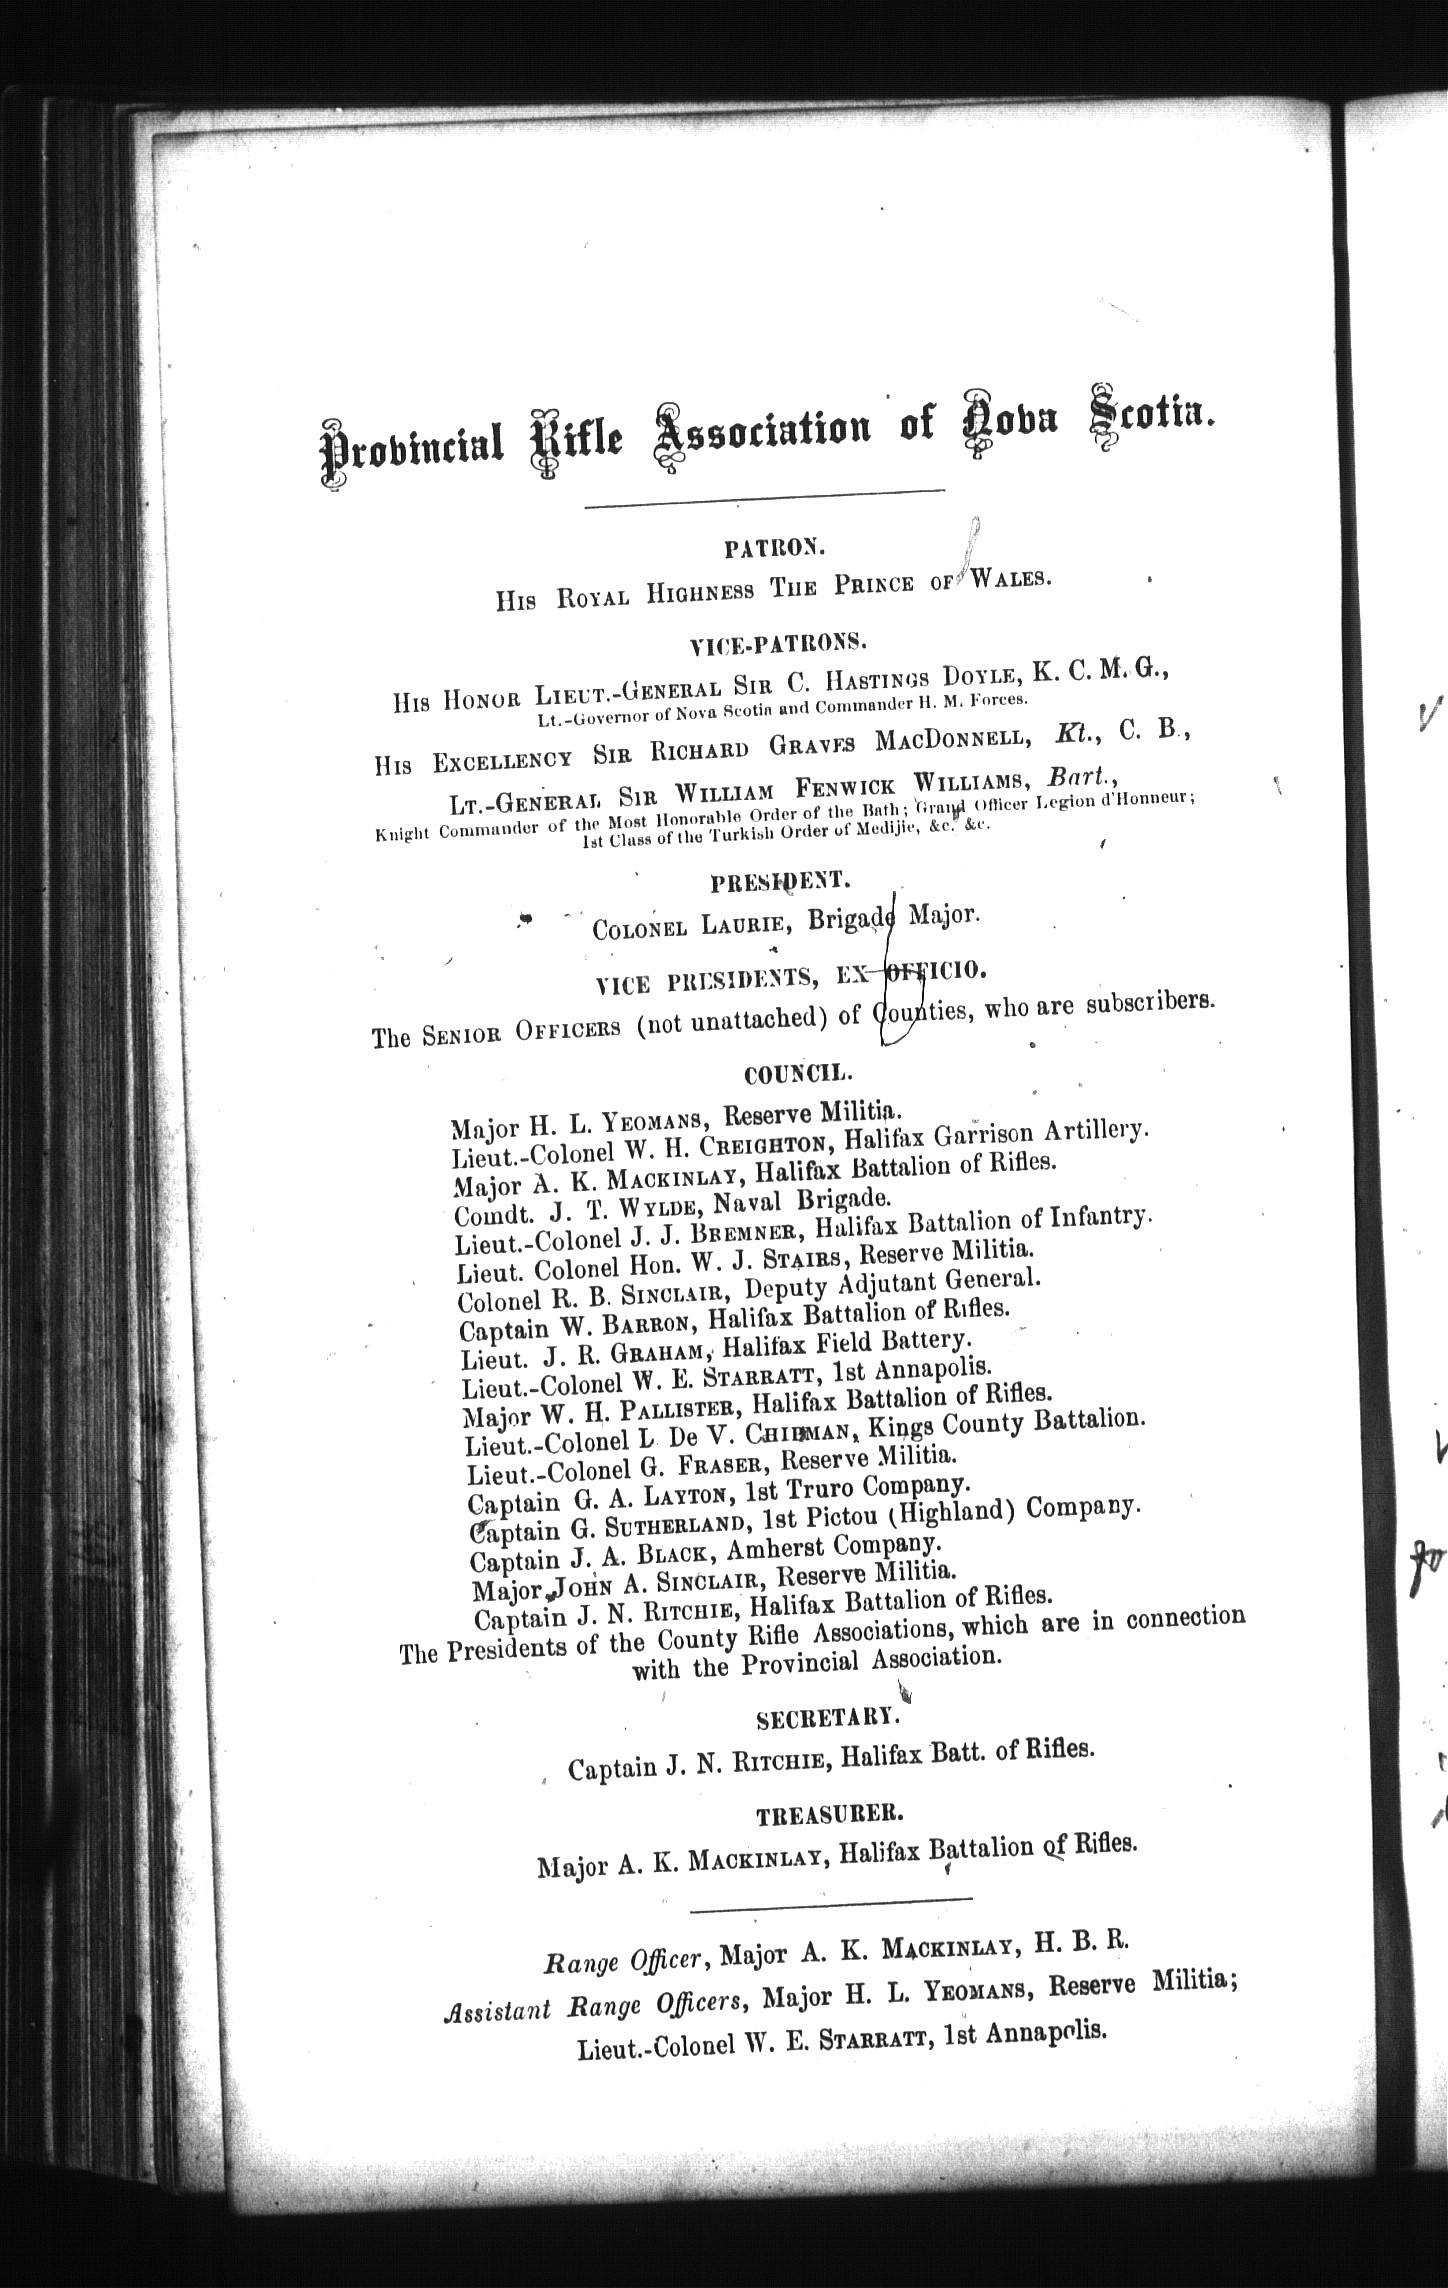 Provincial Rifle Association of Nova Scotia.
PATRON.
HIS ROYAL HIGHNESS THE PRINCE OF WALES.
VICE-PATRONS.
HIS HONOR LIEUT.-GENERAL SIR C. HASTINGS DOYLE, K. C. M. G.,
Lt.-Governor of Nova Scotia and Commander H. M. Forces.
HIS EXCELLENCY SIR RICHARD GRAVES MACDONNELL, Kt., C. B.,
LT.-GENERAL SIR WILLIAM FENWICK WILLIAMS, Bart.,
Knight Commander of the Most Honorable Order of the Bath; Grand Officer Legion d'Honneur;
1st Class of the Turkish Order of Medijie, &c. &c.
PRESIDENT.
COLONEL LAURIE, Brigade Major.
VICE PRESIDENTS, EX-OFFICIO.
The SENIOR OFFICERS (not unattached) of Counties, who are subscribers.
COUNCIL.
Major H. L. YEOMANS, Reserve Militia.
Lieut.-Colonel W. H. CREIGHTON, Halifax Garrison Artillery.
Major A. K. MACKINLAY, Halifax Battalion of Rifles.
Comdt. J. T. WYLDE, Naval Brigade.
Lieut.-Colonel J. J. BREMNER, Halifax Battalion of Infantry.
Lieut. Colonel Hon. W. J. STAIRS, Reserve Militia.
Colonel R. B. SINCLAIR, Deputy Adjutant General.
Captain W. BARRON, Halifax Battalion of Rifles.
Lieut. J. R. GRAHAM, Halifax Field Battery.
Lieut.-Colonel W. E. STARRATT, 1st Annapolis.
Major W. H. PALLISTER, Halifax Battalion of Rifles.
Lieut.-Colonel L De V. CHIPMAN, Kings County Battalion.
Lieut.-Colonel G. FRASER, Reserve Militia.
Captain G. A. LAYTON, 1st Truro Company.
Captain G. SUTHERLAND, 1st Pictou (Highland) Company.
Captain J. A. BLACK, Amherst Company.
Major JOHN A. SINCLAIR, Reserve Militia.
Captain J. N. RITCHIE, Halifax Battalion of Rifles.
The Presidents of the County Rifle Associations, which are in connection
with the Provincial Association.
SECRETARY.
Captain J. N. RITCHIE, Halifax Batt. of Rifles.
TREASURER.
Major A. K. MACKINLAY, Halifax Battalion of Rifles.
Range Officer, Major A. K. MACKINLAY, H. B. R.
Assistant Range Officers, Major H. L. YEOMANS, Reserve Militia;
Lieut.-Colonel W. E. STARRATT, 1st Annapolis.